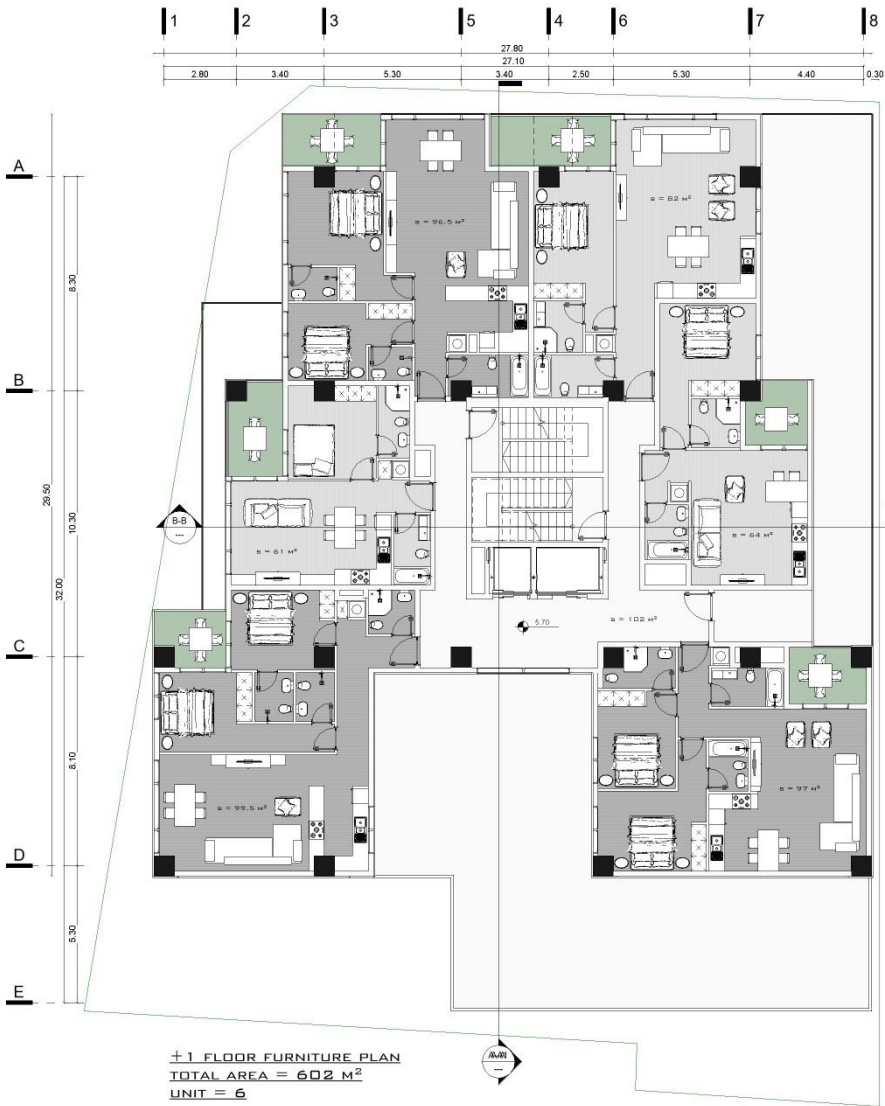 1 2 3 5 4 6 7 8
27.80
27.10
2.80 3.40 5.30 3.40 2.50 5.30 4.40 0.30
A
s = 96.5 m²
s = 82 m²
8.30
B
29.50
10.30
B-B
---
s = 61 m²
s = 64 m²
32.00
s = 102 m²
5.70
C
8.10
s = 99.5 m²
s = 97 m²
D
5.30
E
+1 FLOOR FURNITURE PLAN
TOTAL AREA = 602 M²
UNIT = 6
---